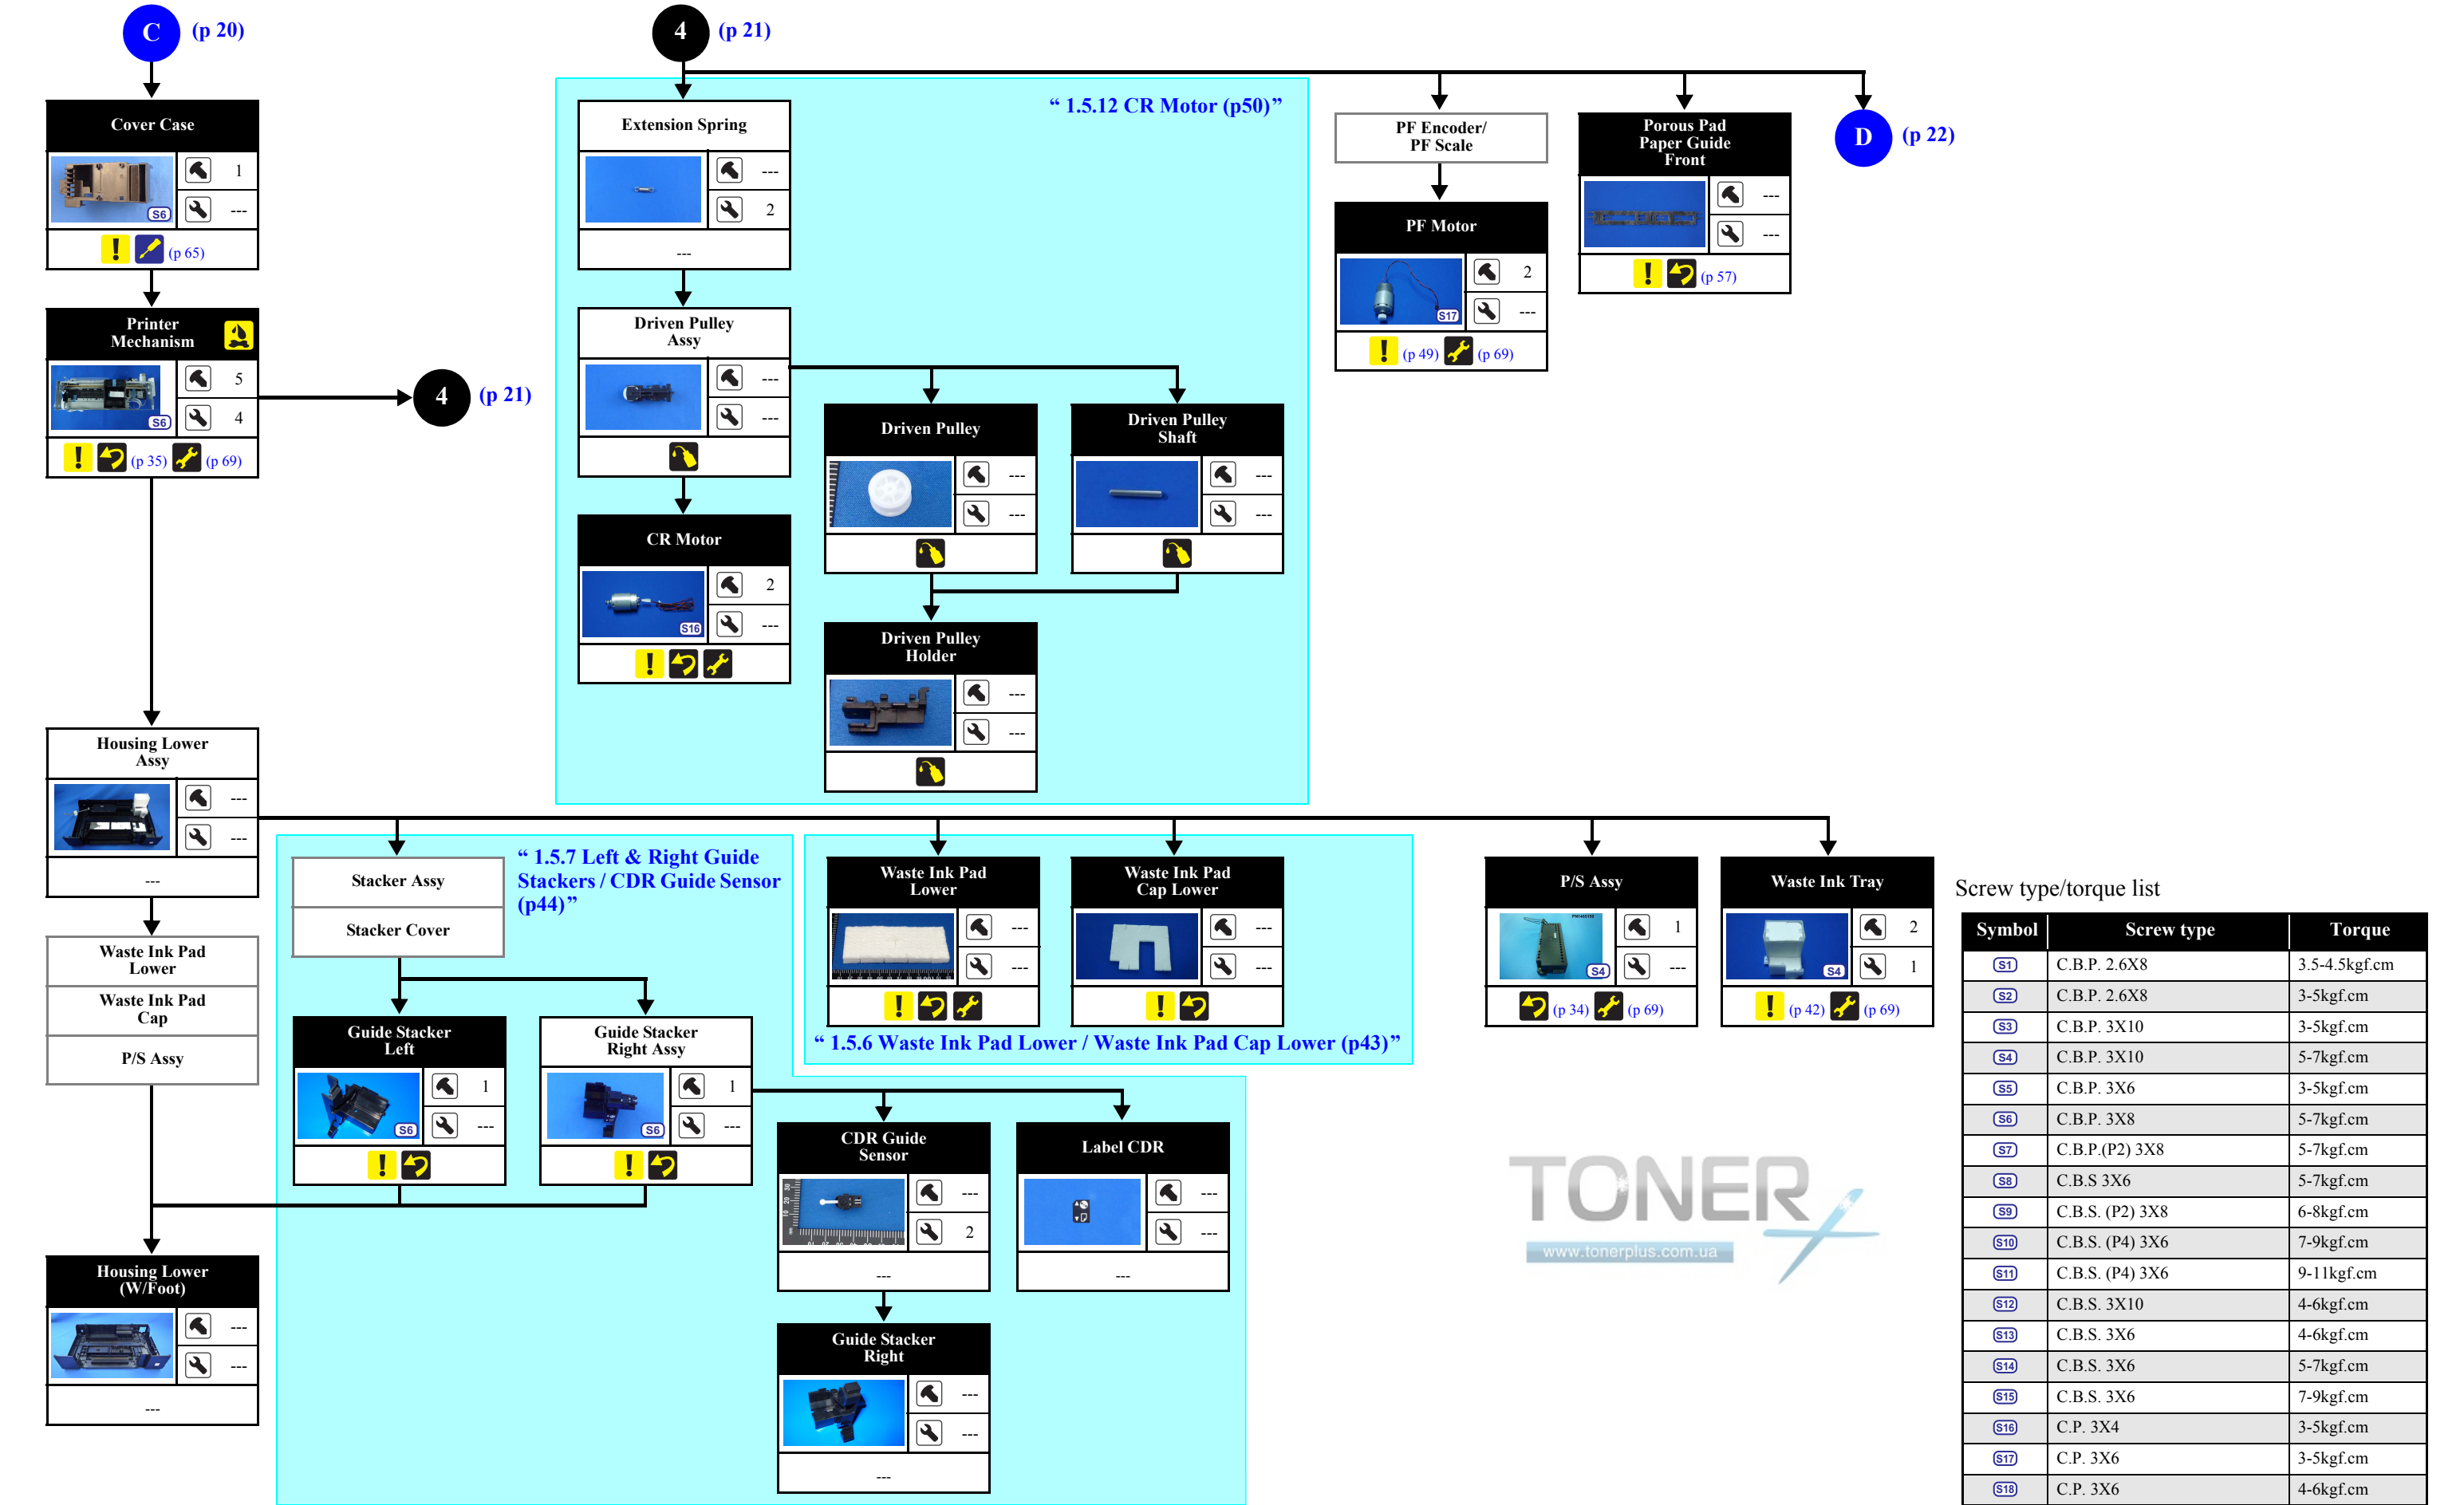 C (p 20)
4 (p 21)
Cover Case
1
S6
---
(p 65)
Printer
Mechanism
5
S6
4
(p 35) (p 69)
4 (p 21)
“ 1.5.12 CR Motor (p50)”
Extension Spring
---
2
---
Driven Pulley
Assy
---
---
CR Motor
2
S16
---
Driven Pulley
---
---
Driven Pulley
Shaft
---
---
Driven Pulley
Holder
---
---
PF Encoder/
PF Scale
PF Motor
2
S17
---
(p 49) (p 69)
Porous Pad
Paper Guide
Front
---
---
(p 57)
D (p 22)
Housing Lower
Assy
---
---
---
Waste Ink Pad
Lower
Waste Ink Pad
Cap
P/S Assy
Housing Lower
(W/Foot)
---
---
---
“ 1.5.7 Left & Right Guide
Stackers / CDR Guide Sensor
(p44)”
Stacker Assy
Stacker Cover
Guide Stacker
Left
1
S6
---
Guide Stacker
Right Assy
1
S6
---
CDR Guide
Sensor
---
2
---
Label CDR
---
---
---
Guide Stacker
Right
---
---
---
Waste Ink Pad
Lower
---
---
Waste Ink Pad
Cap Lower
---
---
“ 1.5.6 Waste Ink Pad Lower / Waste Ink Pad Cap Lower (p43)”
P/S Assy
1
S4
---
(p 34) (p 69)
Waste Ink Tray
2
S4
1
(p 42) (p 69)
TONER
www.tonerplus.com.ua
Screw type/torque list
Symbol Screw type Torque
S1 C.B.P. 2.6X8 3.5-4.5kgf.cm
S2 C.B.P. 2.6X8 3-5kgf.cm
S3 C.B.P. 3X10 3-5kgf.cm
S4 C.B.P. 3X10 5-7kgf.cm
S5 C.B.P. 3X6 3-5kgf.cm
S6 C.B.P. 3X8 5-7kgf.cm
S7 C.B.P.(P2) 3X8 5-7kgf.cm
S8 C.B.S 3X6 5-7kgf.cm
S9 C.B.S. (P2) 3X8 6-8kgf.cm
S10 C.B.S. (P4) 3X6 7-9kgf.cm
S11 C.B.S. (P4) 3X6 9-11kgf.cm
S12 C.B.S. 3X10 4-6kgf.cm
S13 C.B.S. 3X6 4-6kgf.cm
S14 C.B.S. 3X6 5-7kgf.cm
S15 C.B.S. 3X6 7-9kgf.cm
S16 C.P. 3X4 3-5kgf.cm
S17 C.P. 3X6 3-5kgf.cm
S18 C.P. 3X6 4-6kgf.cm